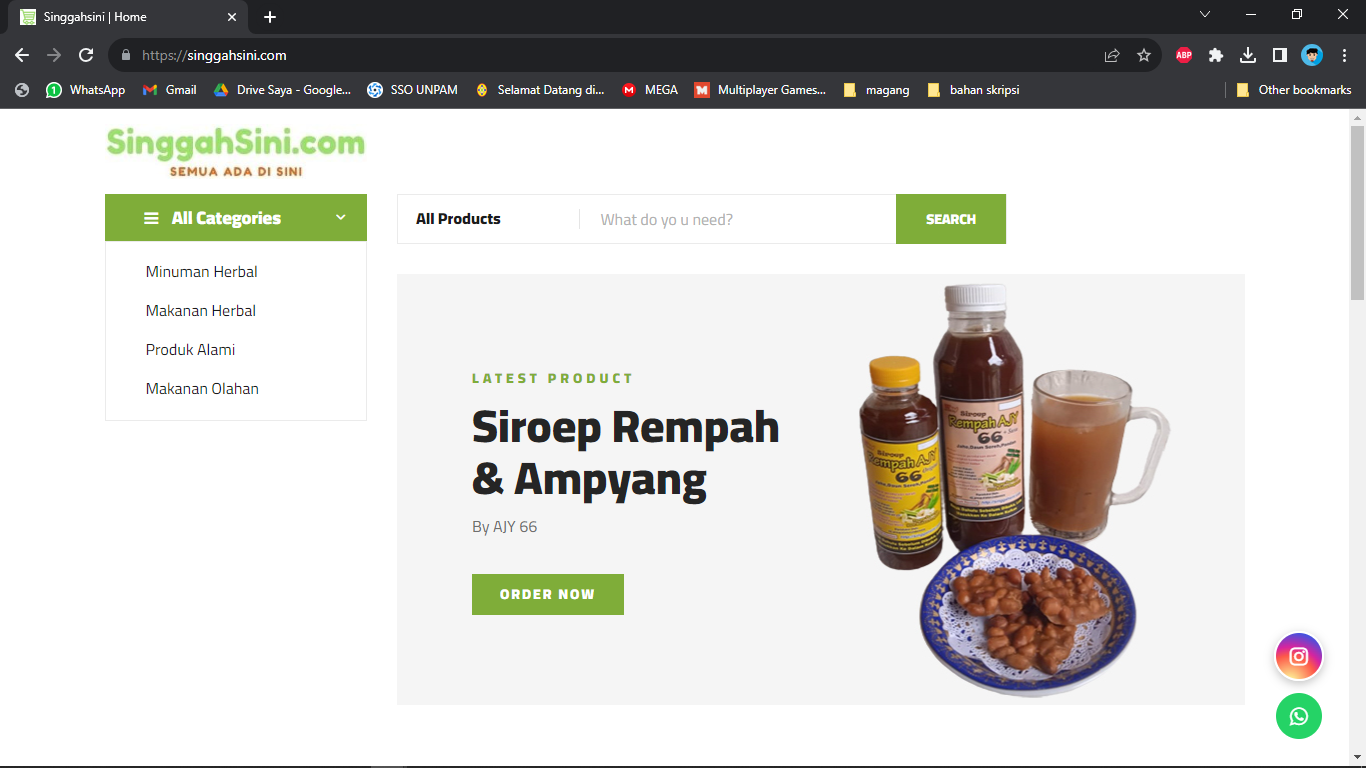 Singgahsini | Home
https://singgahsini.com
ABP
WhatsApp
Gmail
Drive Saya - Google...
SSO UNPAM
Selamat Datang di...
MEGA
Multiplayer Games...
magang
bahan skripsi
Other bookmarks
SinggahSini.com
SEMUA ADA DI SINI
All Categories
All Products
What do yo u need?
SEARCH
Minuman Herbal
Makanan Herbal
Produk Alami
Makanan Olahan
LATEST PRODUCT
Siroep Rempah
& Ampyang
By AJY 66
ORDER NOW
Siroep
Rempah AJY
66
Siroep
Rempah AJY
66